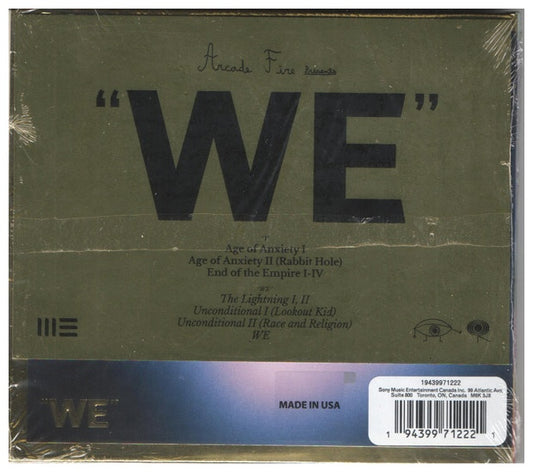 Arcade Fire Presents
"WE"
I
Age of Anxiety I
Age of Anxiety II (Rabbit Hole)
End of the Empire I-IV
WE
The Lightning I, II
Unconditional I (Lookout Kid)
Unconditional II (Race and Religion)
WE
"WE"
MADE IN USA
19439971222
Sony Music Entertainment Canada Inc. 99 Atlantic Ave,
Suite 800 Toronto, ON, Canada M6K 3J8
1 94399 71222 1